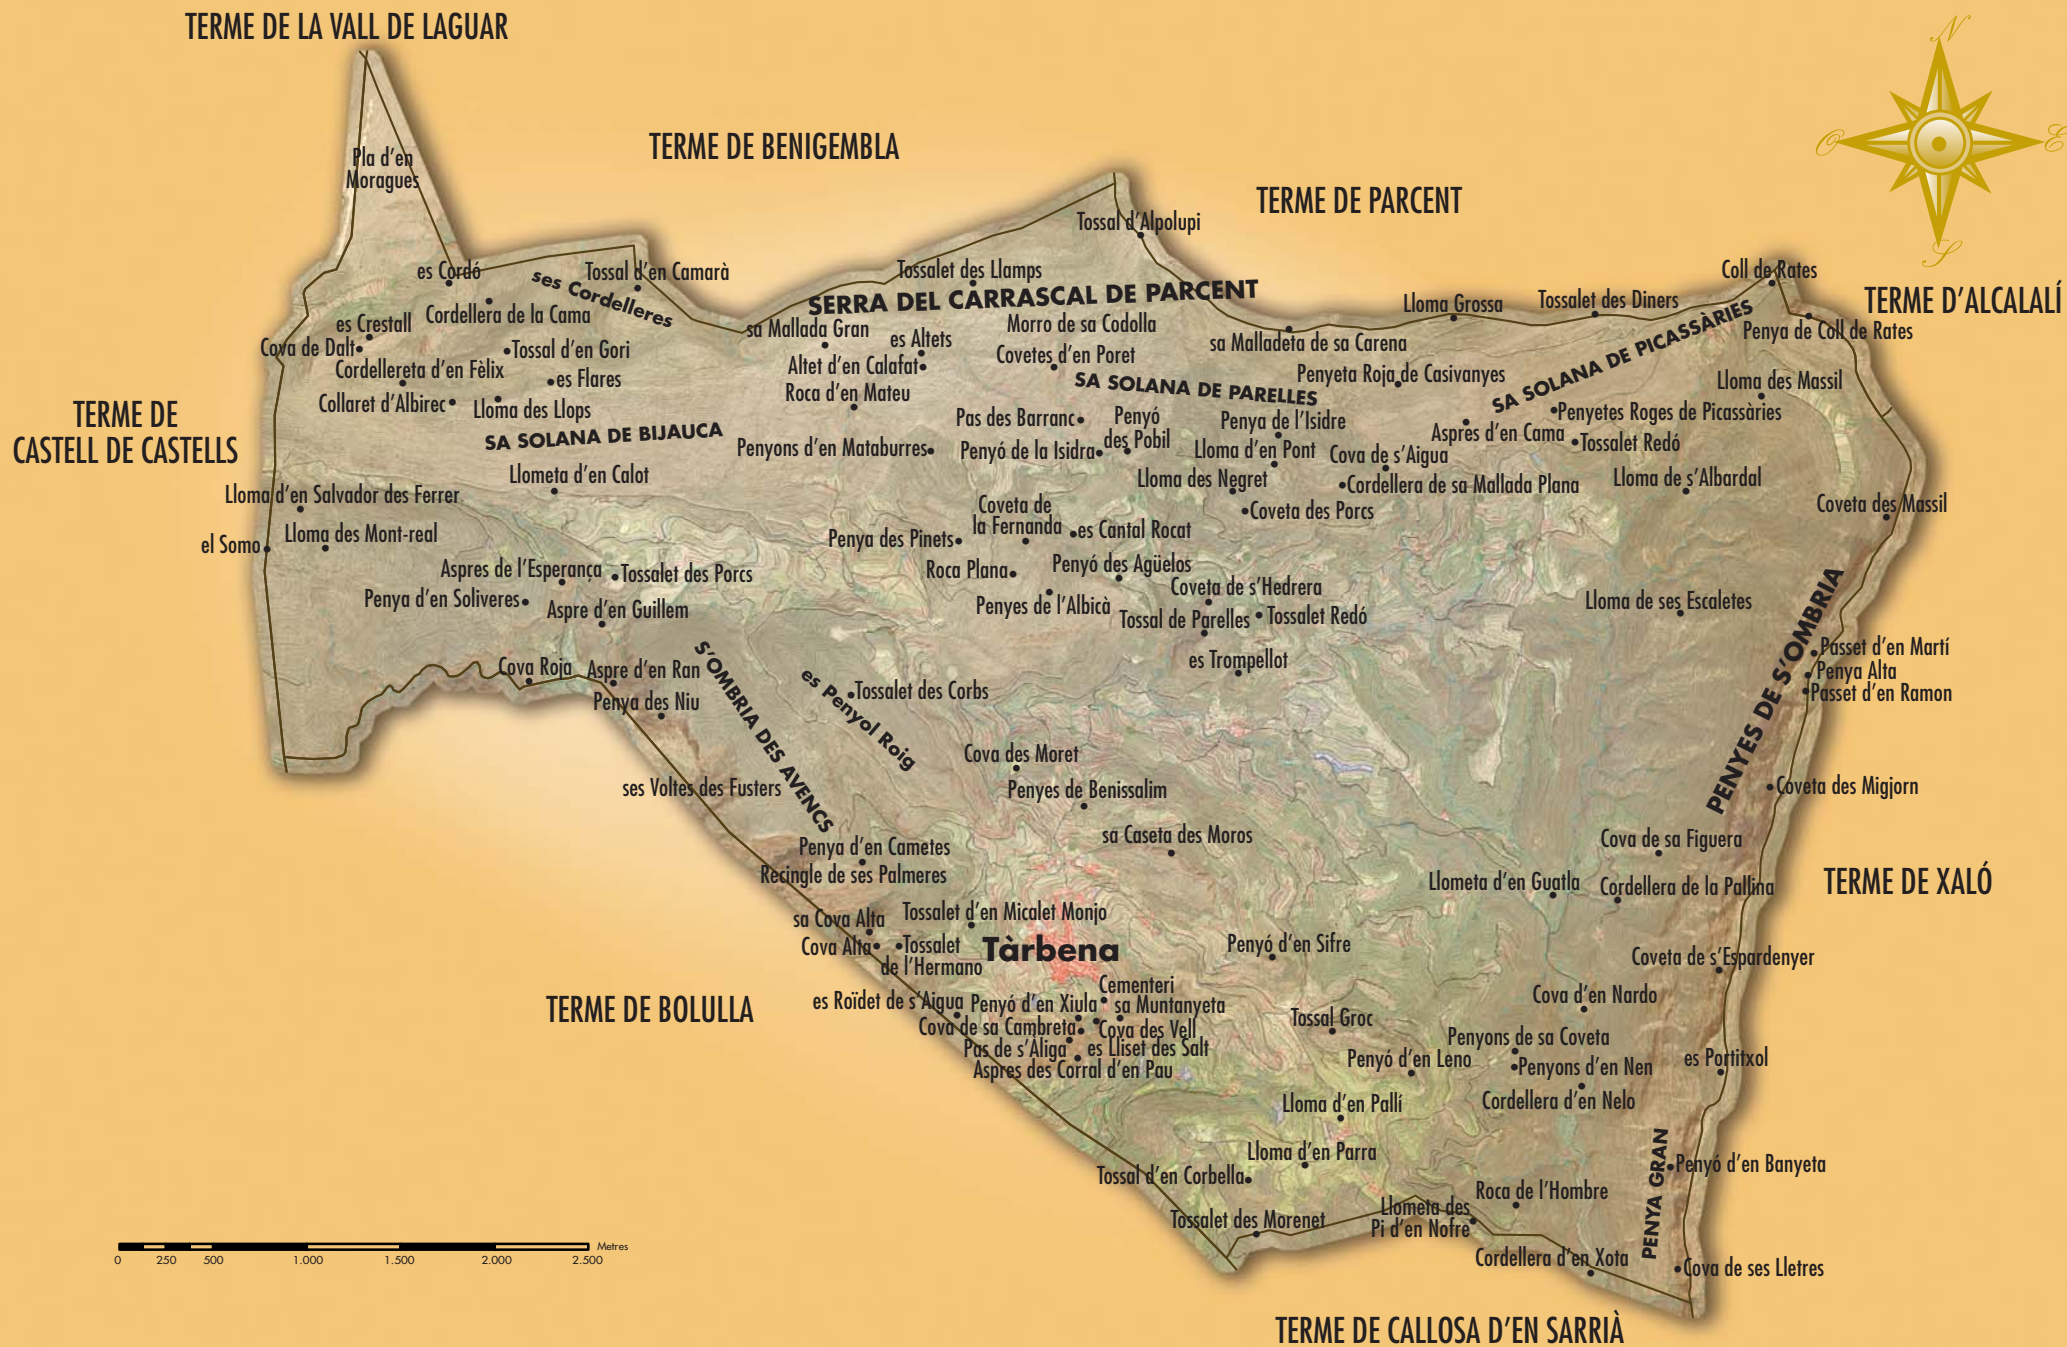 TERME DE LA VALL DE LAGUAR
N
O
E
S
TERME DE BENIGEMBLA
TERME DE PARCENT
TERME D'ALCALALÍ
TERME DE
CASTELL DE CASTELLS
TERME DE XALÓ
TERME DE BOLULLA
TERME DE CALLOSA D'EN SARRIÀ
Pla d'en
Moragues
Tossal d'Alpolupi
es Cordó
ses Cordelleres
Tossal d'en Camarà
Tossalet des Llamps
Coll de Rates
SERRA DEL CARRASCAL DE PARCENT
Lloma Grossa
Tossalet des Diners
Cordellera de la Cama
es Crestall
sa Mallada Gran
es Altets
Morro de sa Codolla
sa Malladeta de sa Carena
SA SOLANA DE PICASSÀRIES
Penya de Coll de Rates
Cova de Dalt
Tossal d'en Gori
Altet d'en Calafat
Covetes d'en Poret
Cordellereta d'en Fèlix
es Flares
Roca d'en Mateu
SA SOLANA DE PARELLES
Penyeta Roja de Casivanyes
Lloma des Massil
Collaret d'Albirec
Lloma des Llops
Pas des Barranc
Penyó
des Pobil
Penya de l'Isidre
Penyetes Roges de Picassàries
SA SOLANA DE BIJAUCA
Aspres d'en Cama
Tossalet Redó
Penyons d'en Mataburres
Penyó de la Isidra
Lloma d'en Pont
Cova de s'Aigua
Llometa d'en Calot
Lloma des Negret
Cordellera de sa Mallada Plana
Lloma de s'Albardal
Lloma d'en Salvador des Ferrer
Coveta de
la Fernanda
Coveta des Porcs
Coveta des Massil
Lloma des Mont-real
es Cantal Rocat
el Somo
Penya des Pinets
Aspres de l'Esperança
Tossalet des Porcs
Roca Plana
Penyó des Agüelos
Penya d'en Soliveres
Aspre d'en Guillem
Penyes de l'Albicà
Coveta de s'Hedrera
Lloma de ses Escaletes
Tossal de Parelles
Tossalet Redó
PENYES DE S'OMBRIA
Passet d'en Martí
Cova Roja
Aspre d'en Ran
es Trompellot
Penya Alta
Passet d'en Ramon
Penya des Niu
S'OMBRIA DES AVENCS
es Penyol Roig
Tossalet des Corbs
Cova des Moret
ses Voltes des Fusters
Penyes de Benissalim
Coveta des Migjorn
sa Caseta des Moros
Cova de sa Figuera
Penya d'en Cametes
Recingle de ses Palmeres
Llometa d'en Guatla
Cordellera de la Pallina
sa Cova Alta
Tossalet d'en Micalet Monjo
Cova Alta
Tossalet
de l'Hermano
Tàrbena
Penyó d'en Sifre
Coveta de s'Espardenyer
Cementeri
es Roïdet de s'Aigua
Penyó d'en Xiula
sa Muntanyeta
Cova d'en Nardo
Cova de sa Cambreta
Cova des Vell
Tossal Groc
Pas de s'Àliga
es Lliset des Salt
Penyons de sa Coveta
Aspres des Corral d'en Pau
Penyó d'en Leno
Penyons d'en Nen
es Portitxol
Lloma d'en Pallí
Cordellera d'en Nelo
Lloma d'en Parra
PENYA GRAN
Penyó d'en Banyeta
Tossal d'en Corbella
Roca de l'Hombre
Tossalet des Morenet
Llometa des
Pi d'en Nofre
Cordellera d'en Xota
Cova de ses Lletres
Metres
0 250 500 1.000 1.500 2.000 2.500